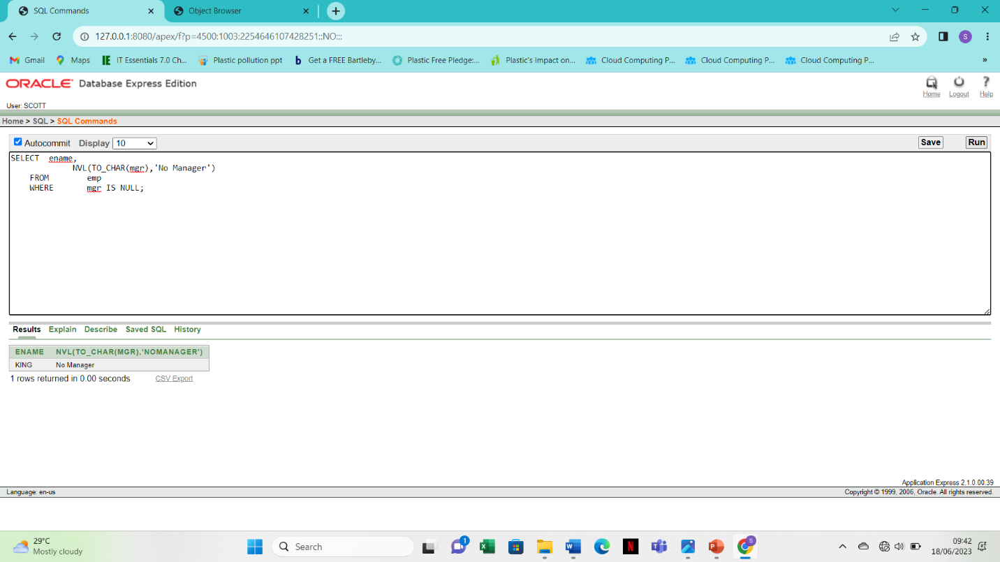 SQL Commands
Object Browser
127.0.0.1:8080/apex/f?p=4500:1003:2254646107428251::NO:::
S
Gmail
Maps
IT Essentials 7.0 Ch...
Plastic pollution ppt
Get a FREE Bartleby...
Plastic Free Pledge:...
Plastic's Impact on...
Cloud Computing P...
Cloud Computing P...
Cloud Computing P...
ORACLE Database Express Edition
Home
Logout
Help
User: SCOTT
Home > SQL > SQL Commands
Autocommit Display 10
Save
Run
SELECT ename,
NVL(TO_CHAR(mgr),'No Manager')
FROM emp
WHERE mgr IS NULL;
Results Explain Describe Saved SQL History
ENAME NVL(TO_CHAR(MGR),'NOMANAGER')
KING No Manager
1 rows returned in 0.00 seconds CSV Export
Application Express 2.1.0.00.39
Language: en-us Copyright © 1999, 2006, Oracle. All rights reserved.
29°C
Mostly cloudy
Search
1
S
09:42
18/06/2023